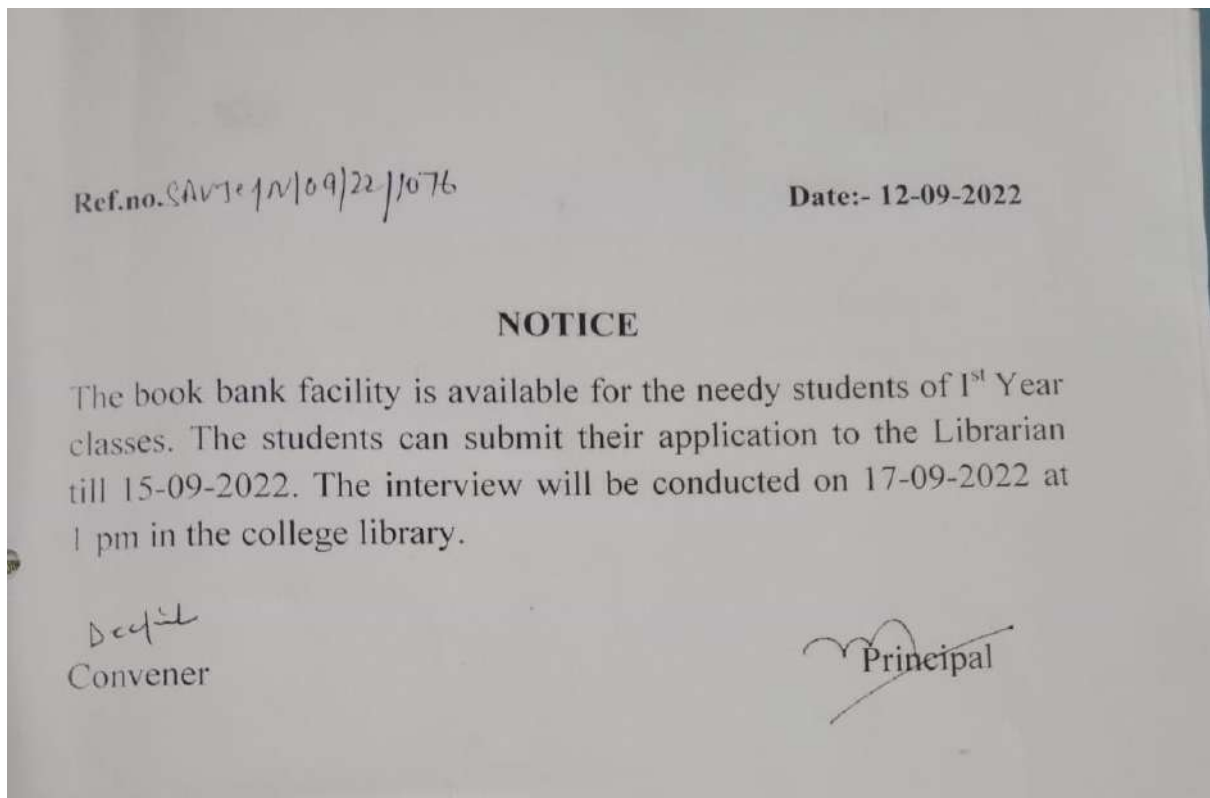 Ref.no. /N/09/22/1076
Date:- 12-09-2022
NOTICE
The book bank facility is available for the needy students of 1st Year
classes. The students can submit their application to the Librarian
till 15-09-2022. The interview will be conducted on 17-09-2022 at
1 pm in the college library.
Convener
Principal